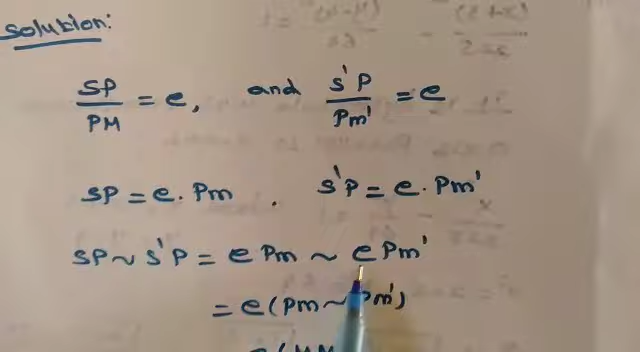 Solution:
SP/PM = e, and S'P/Pm' = e
SP = e. Pm . S'P = e. Pm'
SP ~ S'P = e Pm ~ e Pm'
= e (Pm ~ Pm')